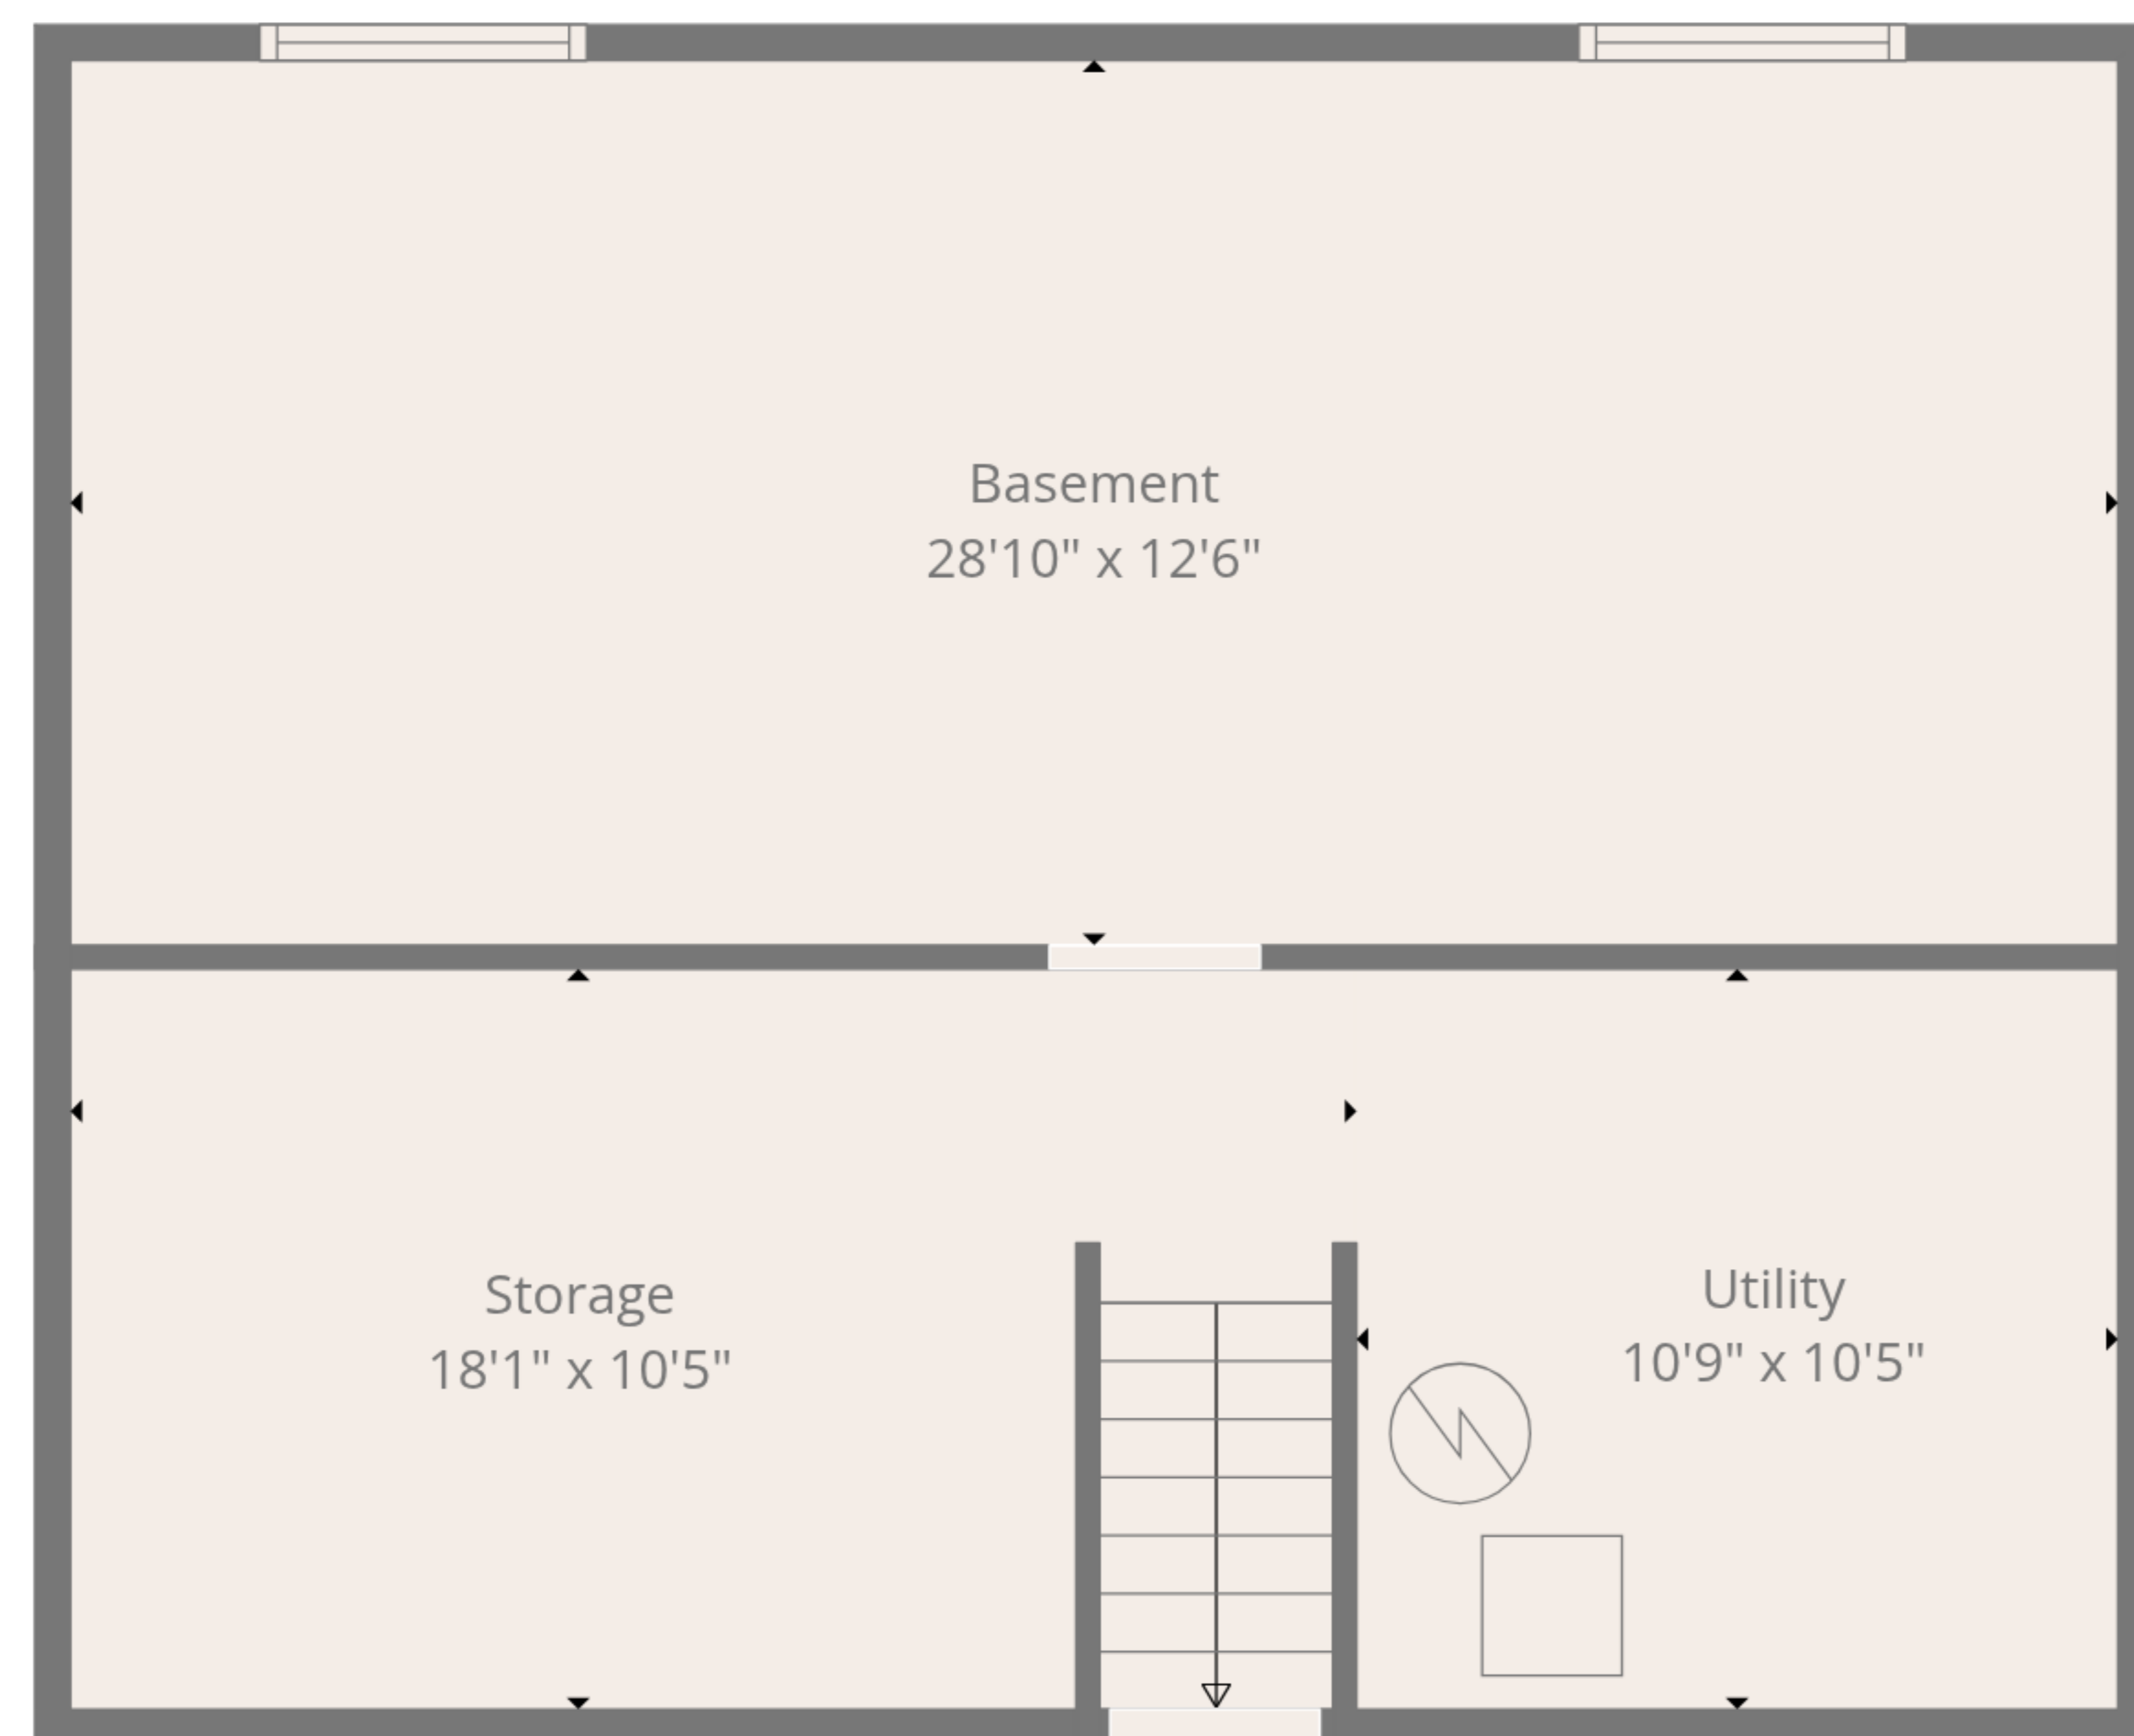 Basement
28'10" x 12'6"
Storage
18'1" x 10'5"
Utility
10'9" x 10'5"